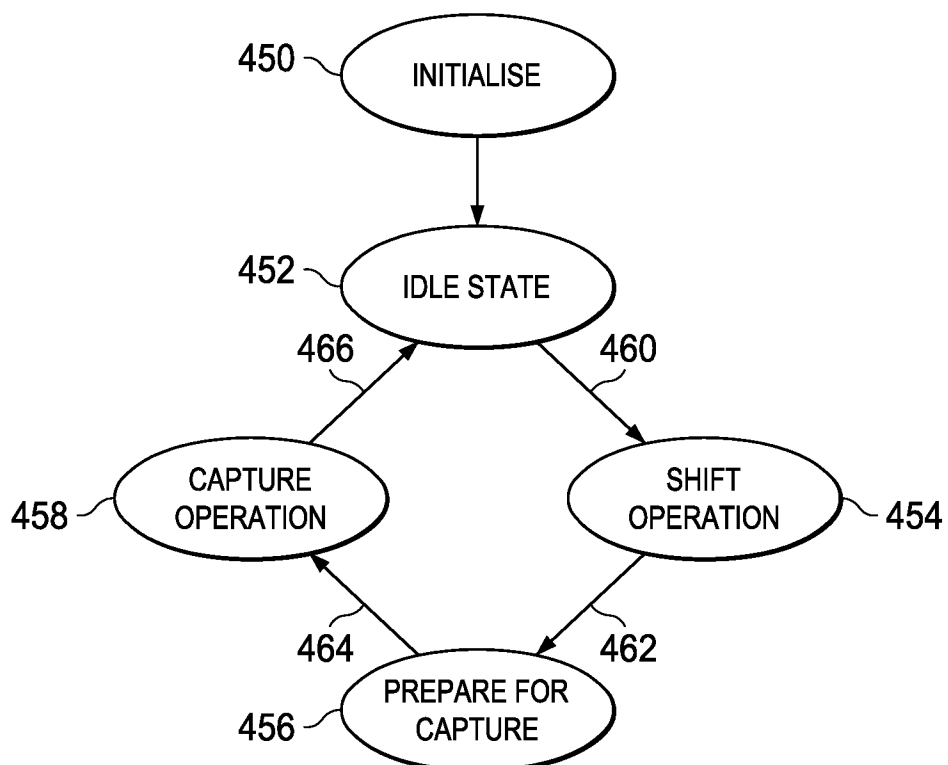 450
INITIALISE
452
IDLE STATE
466
460
458
CAPTURE
OPERATION
SHIFT
OPERATION
454
464
462
456
PREPARE FOR
CAPTURE